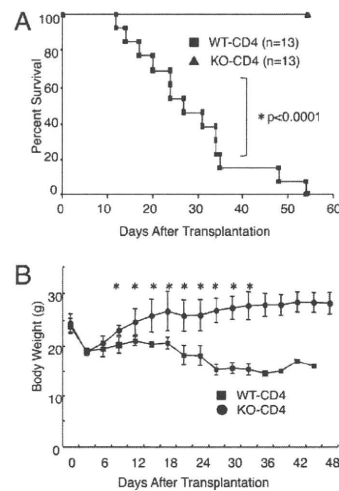 A
100
80
60
40
20
0
Percent Survival
WT-CD4 (n=13)
KO-CD4 (n=13)
* p<0.0001
0 10 20 30 40 50 60
Days After Transplantation
B
30
20
10
0
Body Weight (g)
* * * * * * * * * *
WT-CD4
KO-CD4
0 6 12 18 24 30 36 42 48
Days After Transplantation